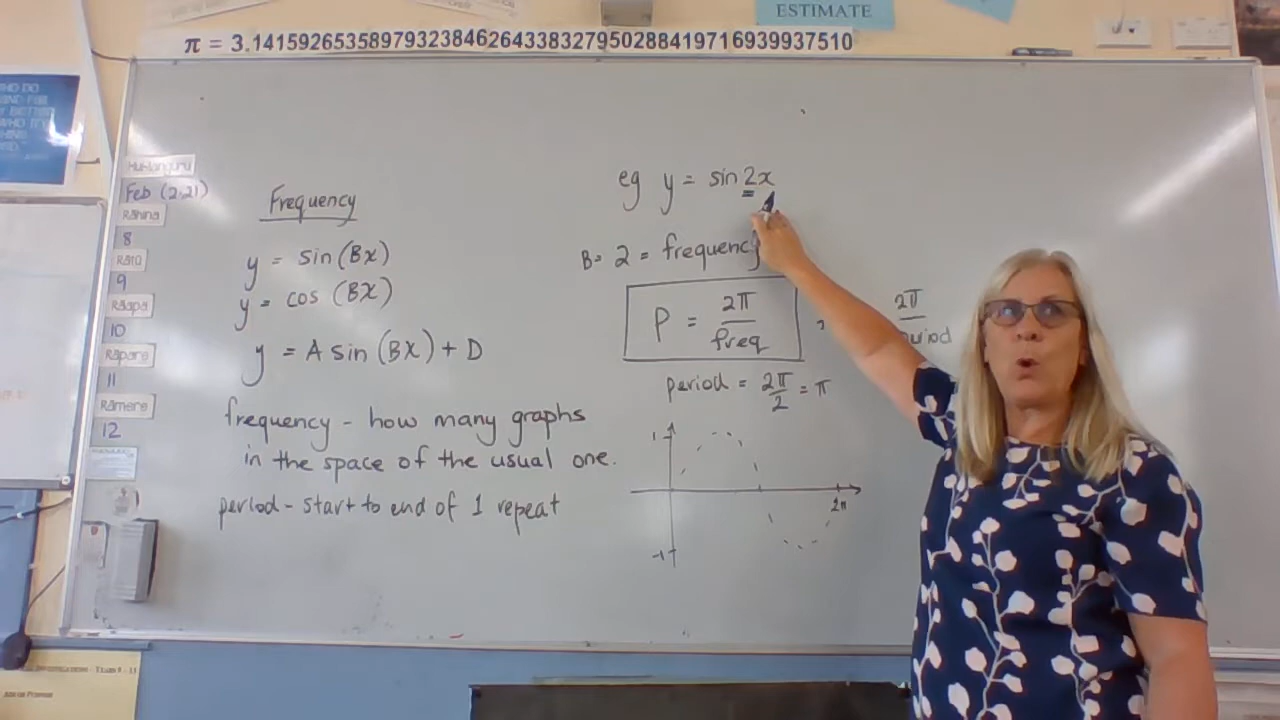 ESTIMATE
π = 3.14159265358979323846264338327950288419716939937510
Feb (2,21)
Rāhina
8
Rātū
9
Rāapa
10
Rāpare
11
Rāmere
12
Frequency
y = sin (Bx)
y = cos (Bx)
y = A sin (Bx) + D
frequency - how many graphs
in the space of the usual one.
period - start to end of 1 repeat
eg y = sin 2x
B = 2 = frequency
P = 2π / freq
2π
period = 2π / 2 = π
1
2π
-1